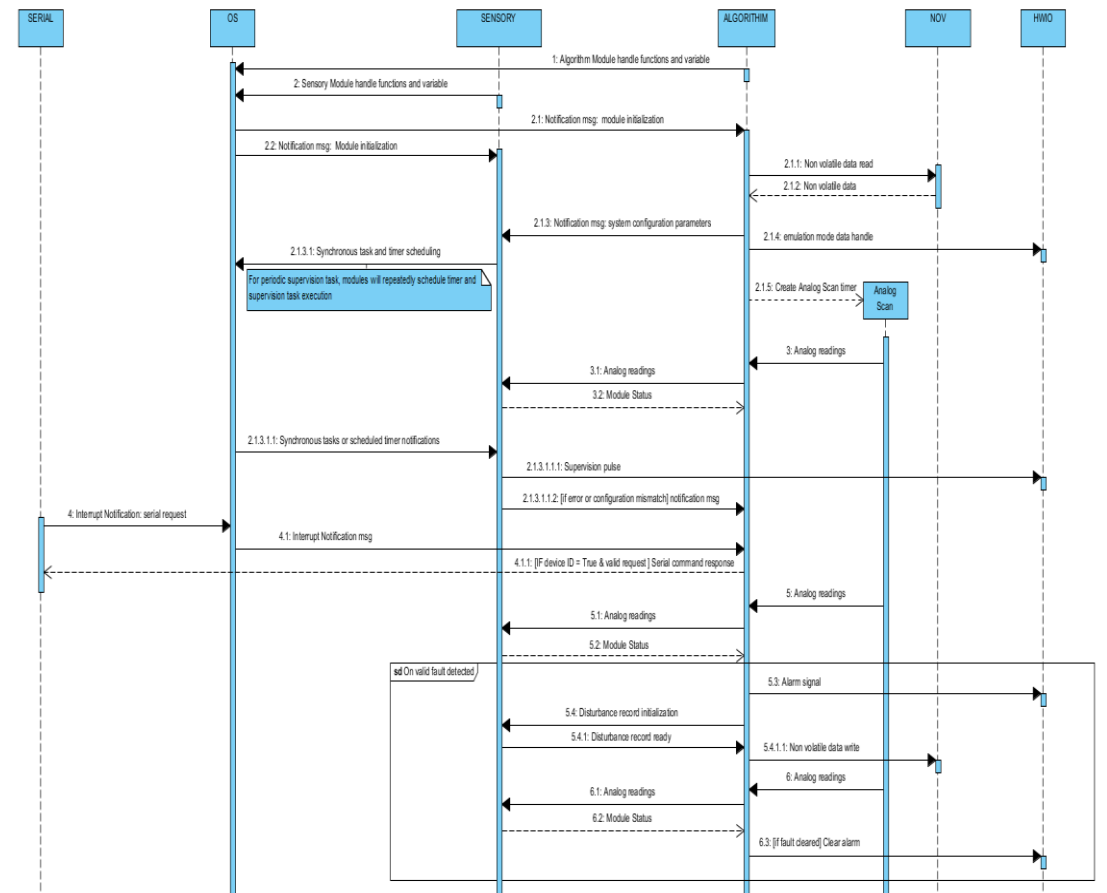 SERIAL
OS
SENSORY
ALGORITHIM
NOV
HWIO
1: Algorithm Module handle functions and variable
2: Sensory Module handle functions and variable
2.1: Notification msg: module initialization
2.2: Notification msg: Module initialization
2.1.1: Non volatile data read
2.1.2: Non volatile data
2.1.3: Notification msg: system configuration parameters
2.1.4: emulation mode data handle
2.1.3.1: Synchronous task and timer scheduling
For periodic supervision task, modules will repeatedly schedule timer and
supervision task execution
2.1.5: Create Analog Scan timer
Analog
Scan
3: Analog readings
3.1: Analog readings
3.2: Module Status
2.1.3.1.1: Synchronous tasks or scheduled timer notifications
2.1.3.1.1.1: Supervision pulse
2.1.3.1.1.2: [if error or configuration mismatch] notification msg
4: Interrupt Notification: serial request
4.1: Interrupt Notification msg
4.1.1: [IF device ID = True & valid request ] Serial command response
5: Analog readings
5.1: Analog readings
5.2: Module Status
sd On valid fault detected
5.3: Alarm signal
5.4: Disturbance record initialization
5.4.1: Disturbance record ready
5.4.1.1: Non volatile data write
6: Analog readings
6.1: Analog readings
6.2: Module Status
6.3: [if fault cleared] Clear alarm